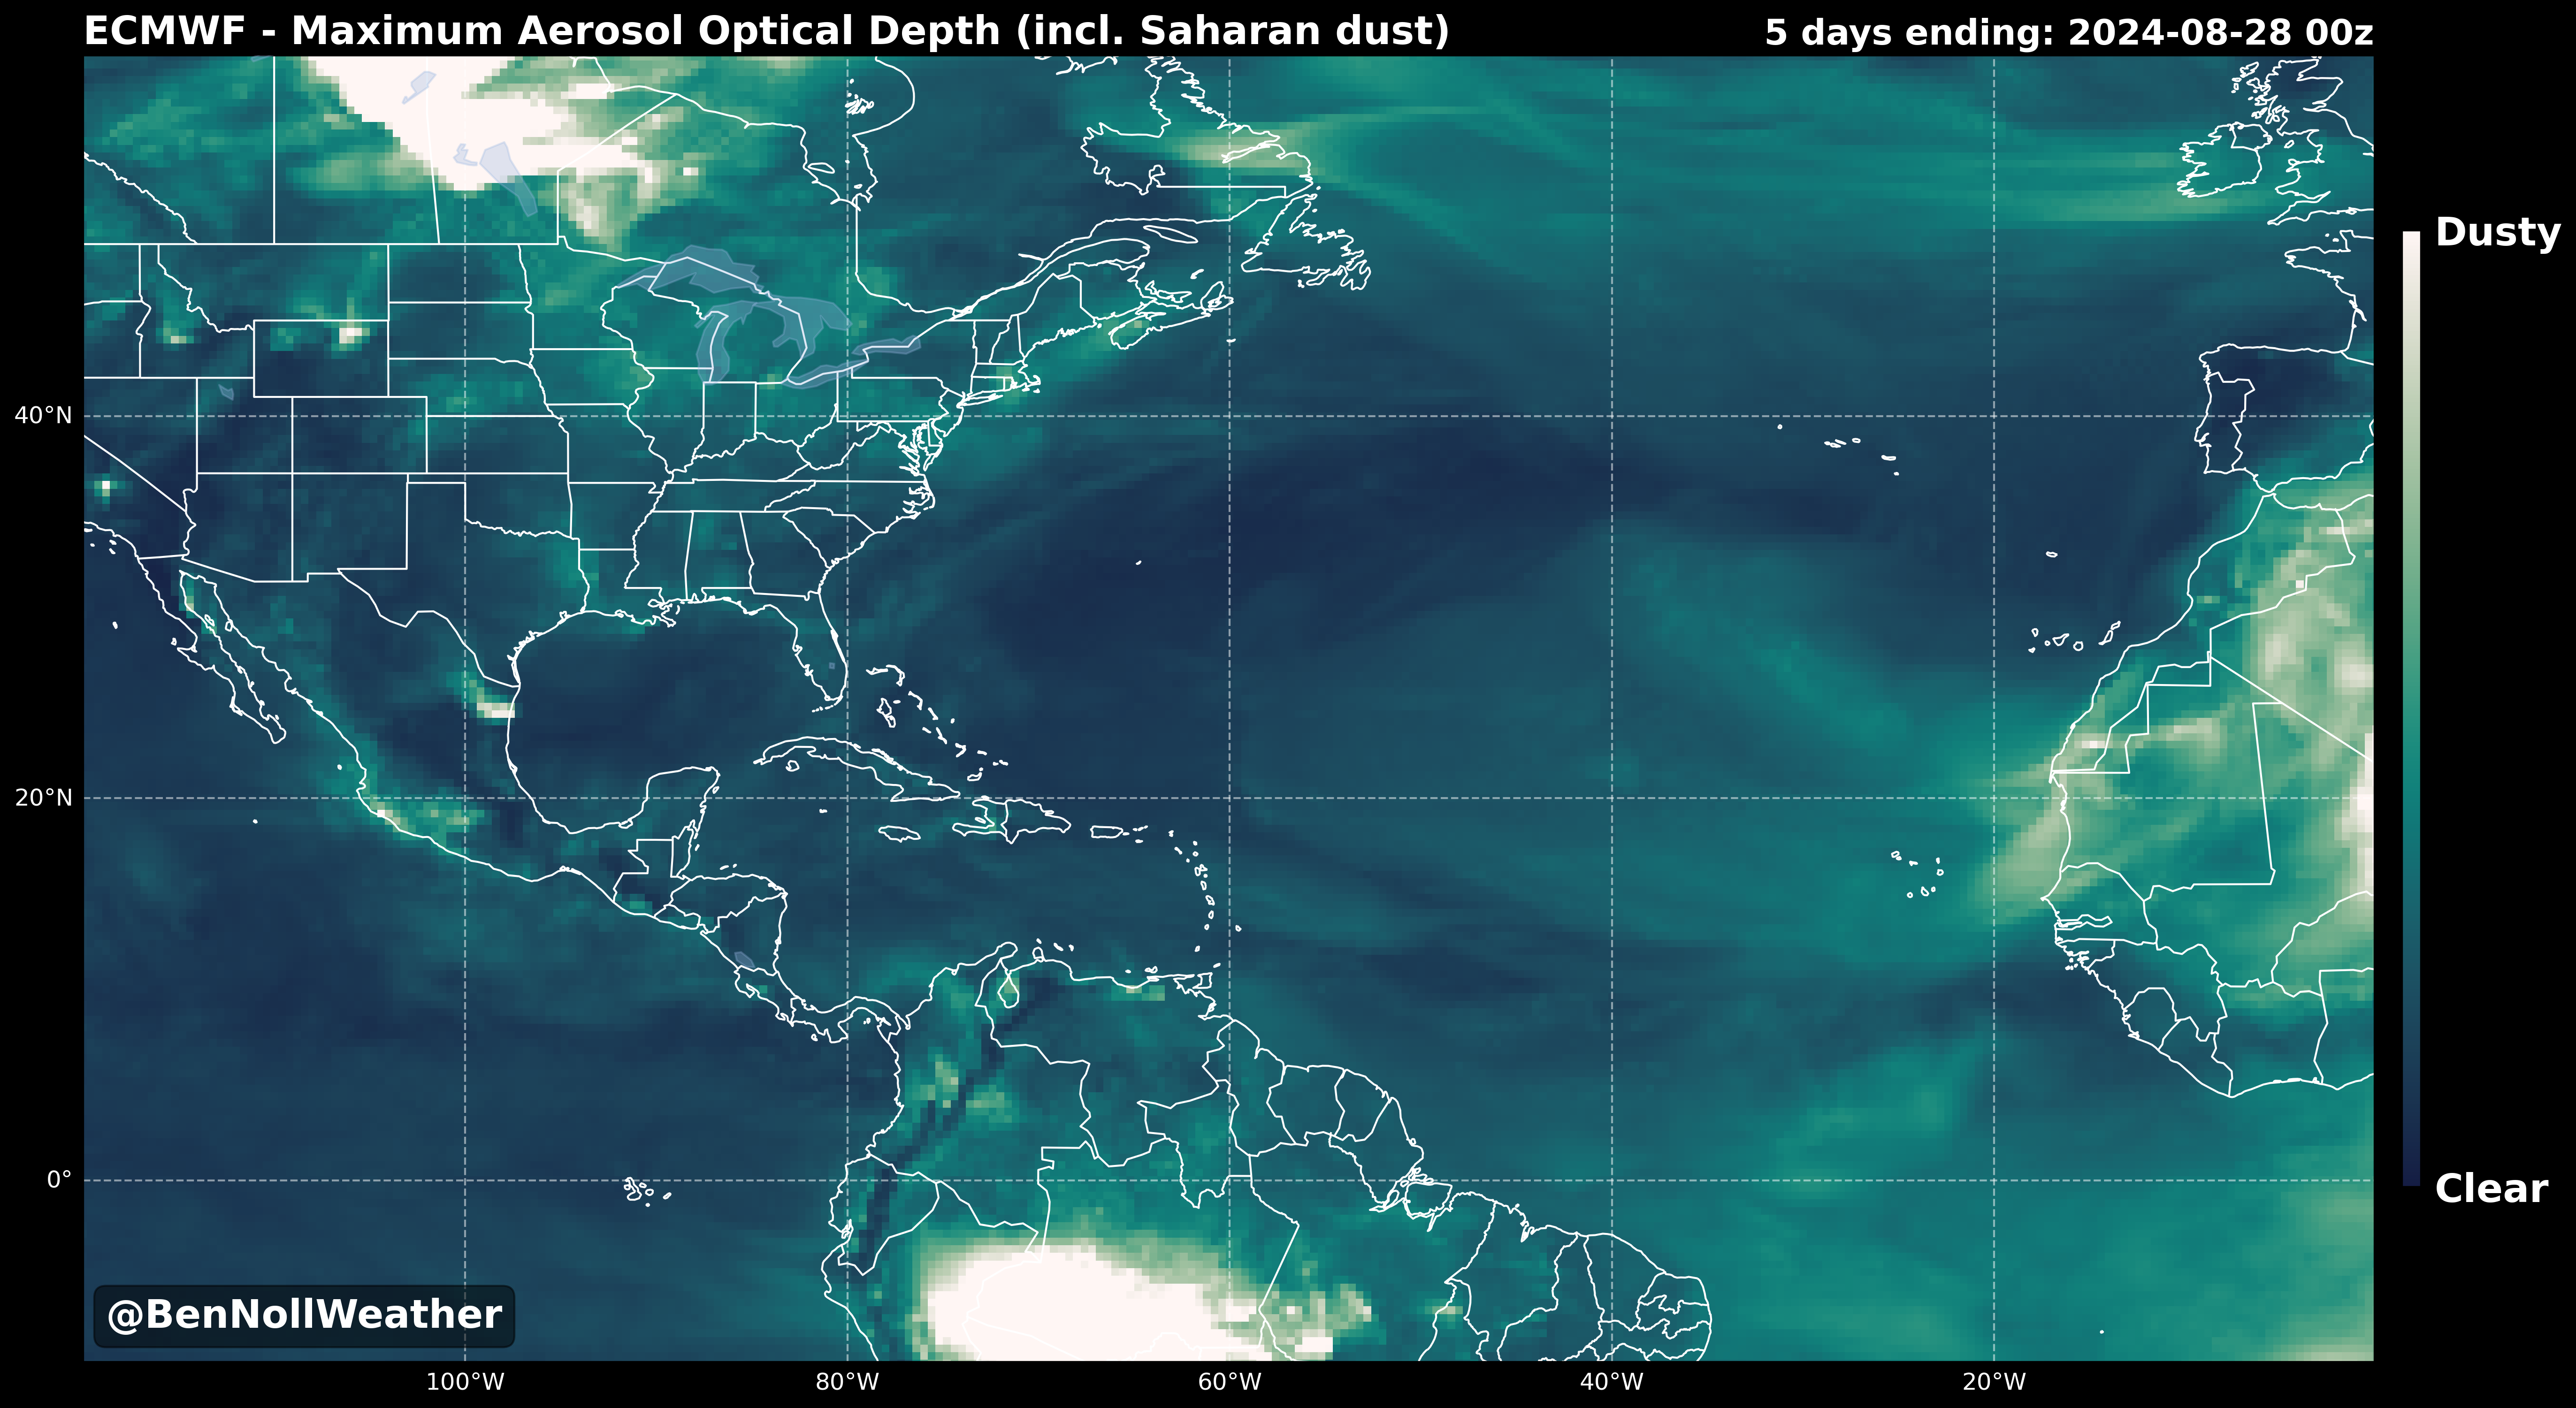 ECMWF - Maximum Aerosol Optical Depth (incl. Saharan dust)
5 days ending: 2024-08-28 00z
Dusty
40°N
20°N
0°
Clear
@BenNollWeather
100°W
80°W
60°W
40°W
20°W